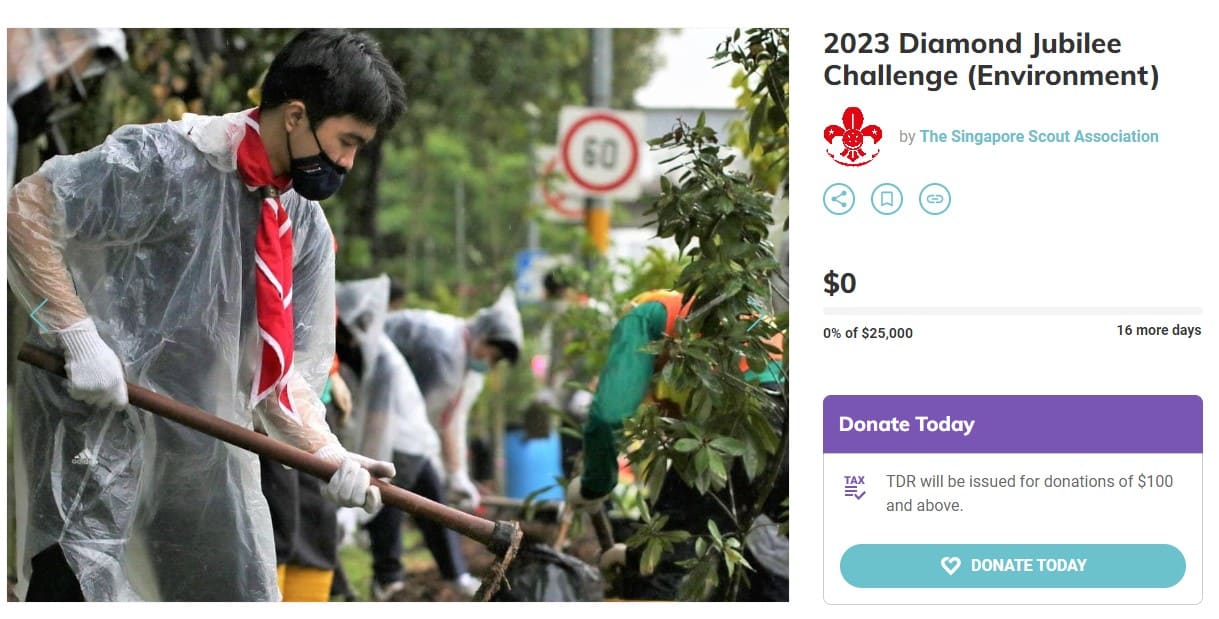 60
adidas
2023 Diamond Jubilee
Challenge (Environment)
by The Singapore Scout Association
$0
0% of $25,000
16 more days
Donate Today
TAX
TDR will be issued for donations of $100
and above.
DONATE TODAY